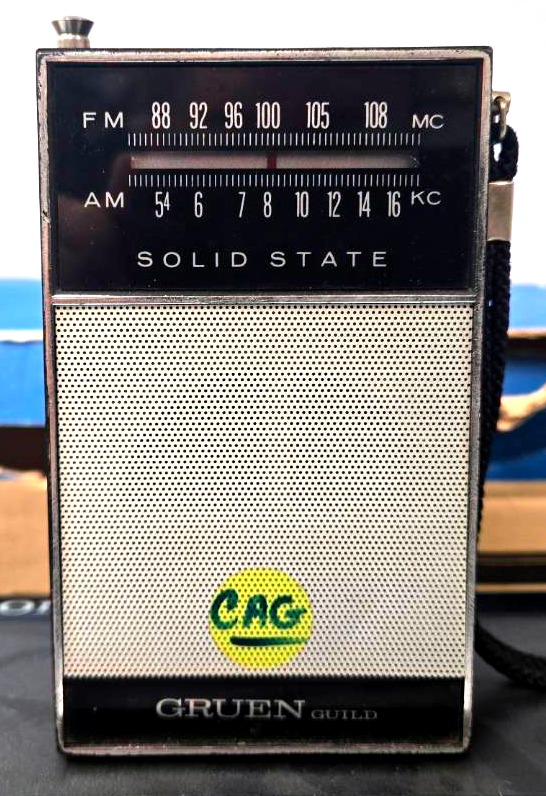 FM 88 92 96 100 105 108 MC
AM 54 6 7 8 10 12 14 16 KC
SOLID STATE
CAG
GRUEN GUILD